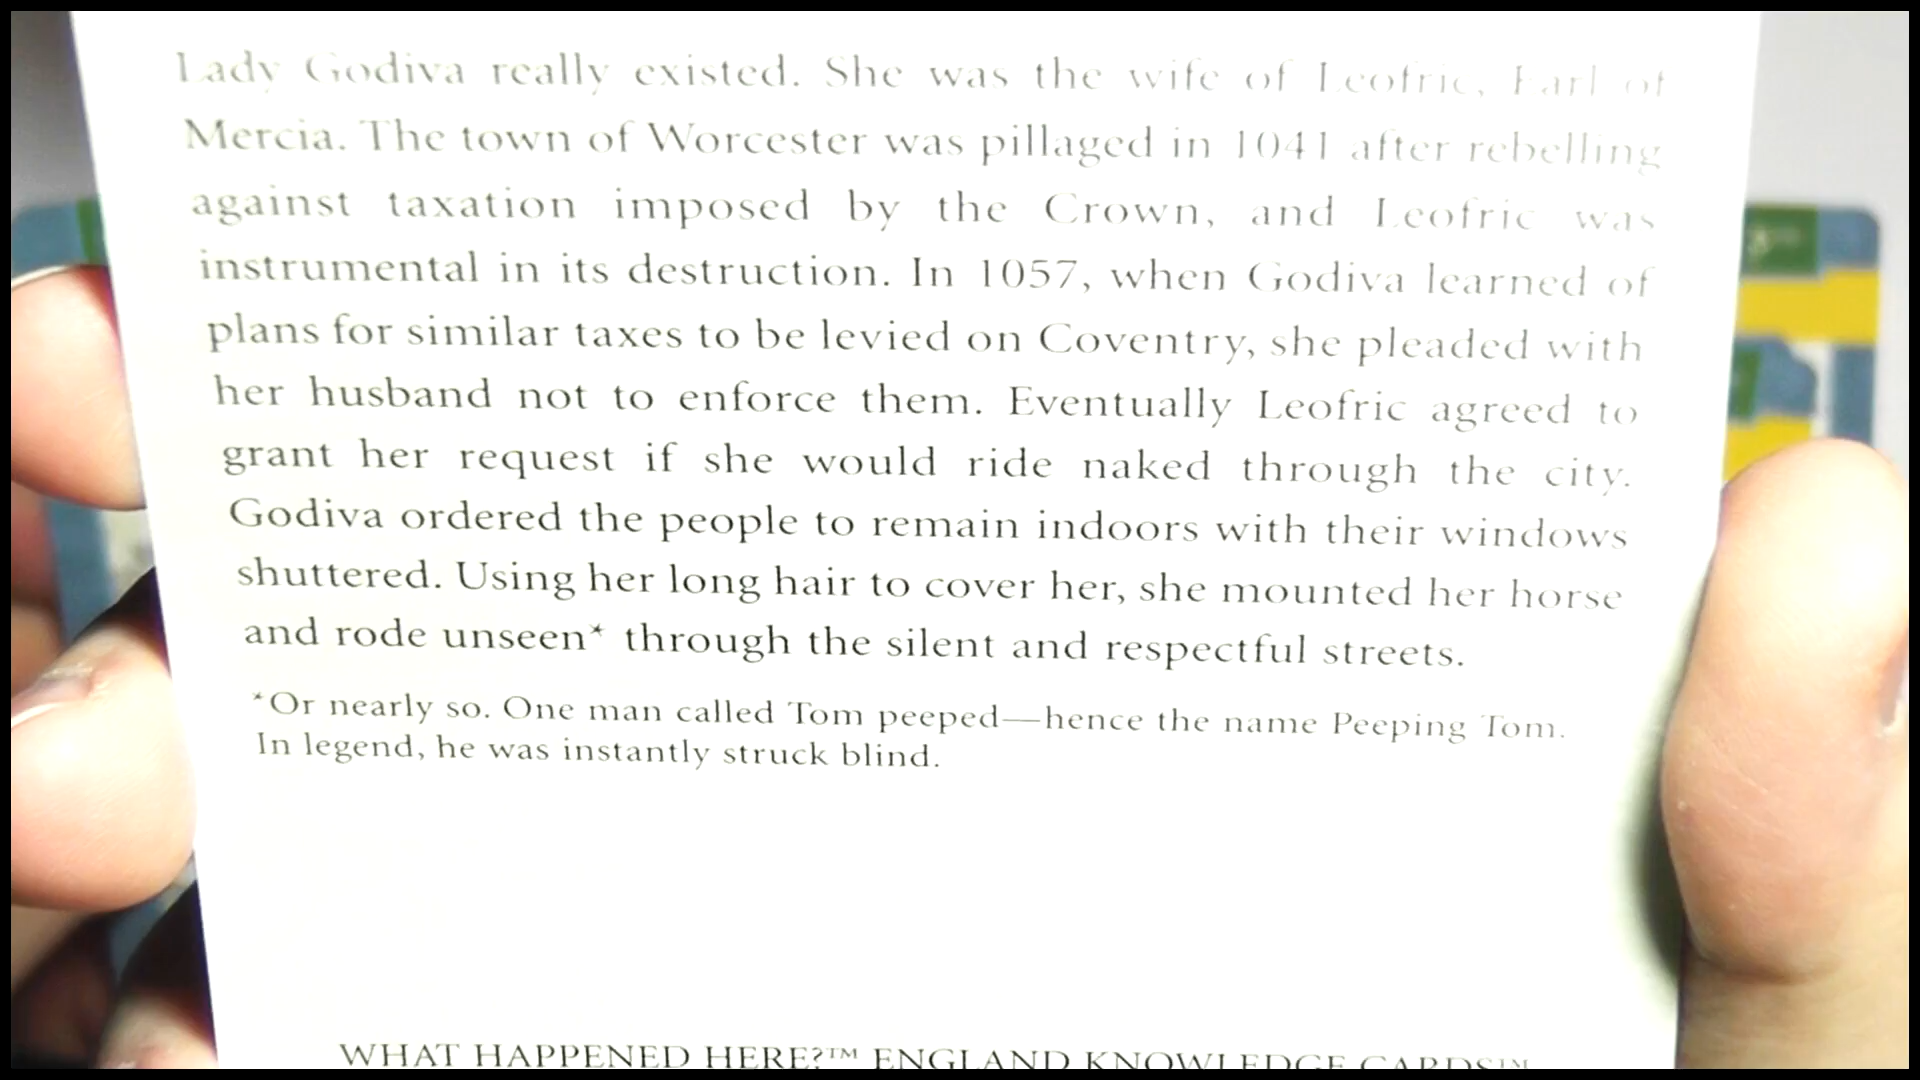 Lady Godiva really existed. She was the wife of Leofric, Earl of
Mercia. The town of Worcester was pillaged in 1041 after rebelling
against taxation imposed by the Crown, and Leofric was
instrumental in its destruction. In 1057, when Godiva learned of
plans for similar taxes to be levied on Coventry, she pleaded with
her husband not to enforce them. Eventually Leofric agreed to
grant her request if she would ride naked through the city.
Godiva ordered the people to remain indoors with their windows
shuttered. Using her long hair to cover her, she mounted her horse
and rode unseen* through the silent and respectful streets.
*Or nearly so. One man called Tom peeped—hence the name Peeping Tom.
In legend, he was instantly struck blind.
WHAT HAPPENED HERE?™ ENGLAND KNOWLEDGE CARDS™